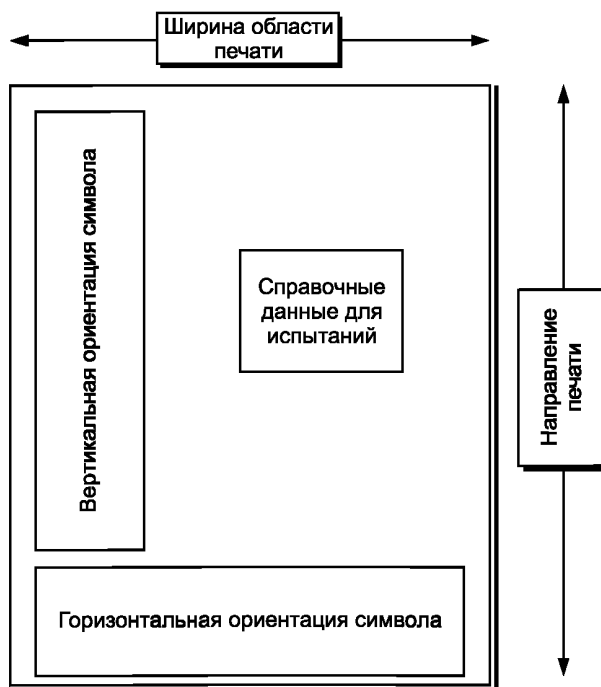 Ширина области
печати
Вертикальная ориентация символа
Справочные
данные для
испытаний
Направление
печати
Горизонтальная ориентация символа